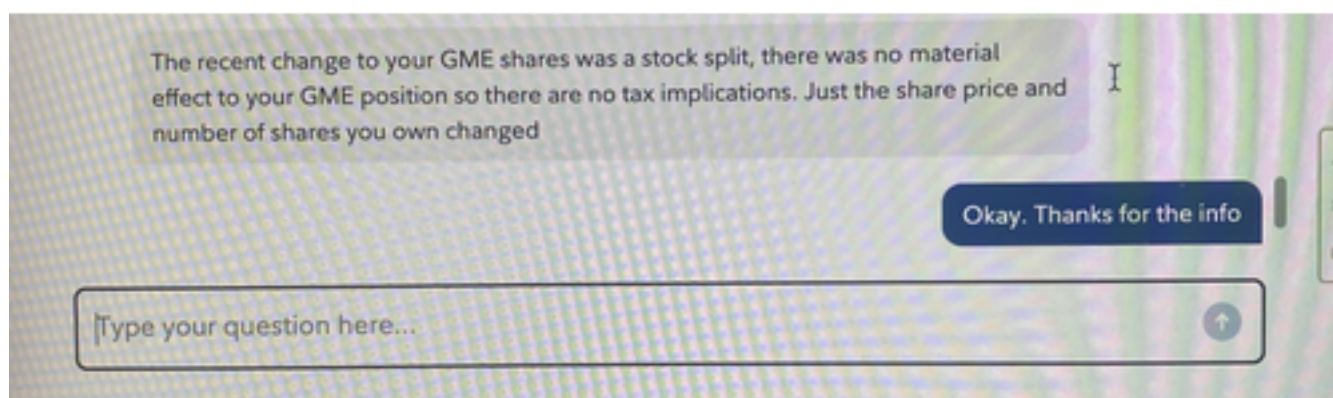 The recent change to your GME shares was a stock split, there was no material
effect to your GME position so there are no tax implications. Just the share price and
number of shares you own changed
Okay. Thanks for the info
Type your question here...